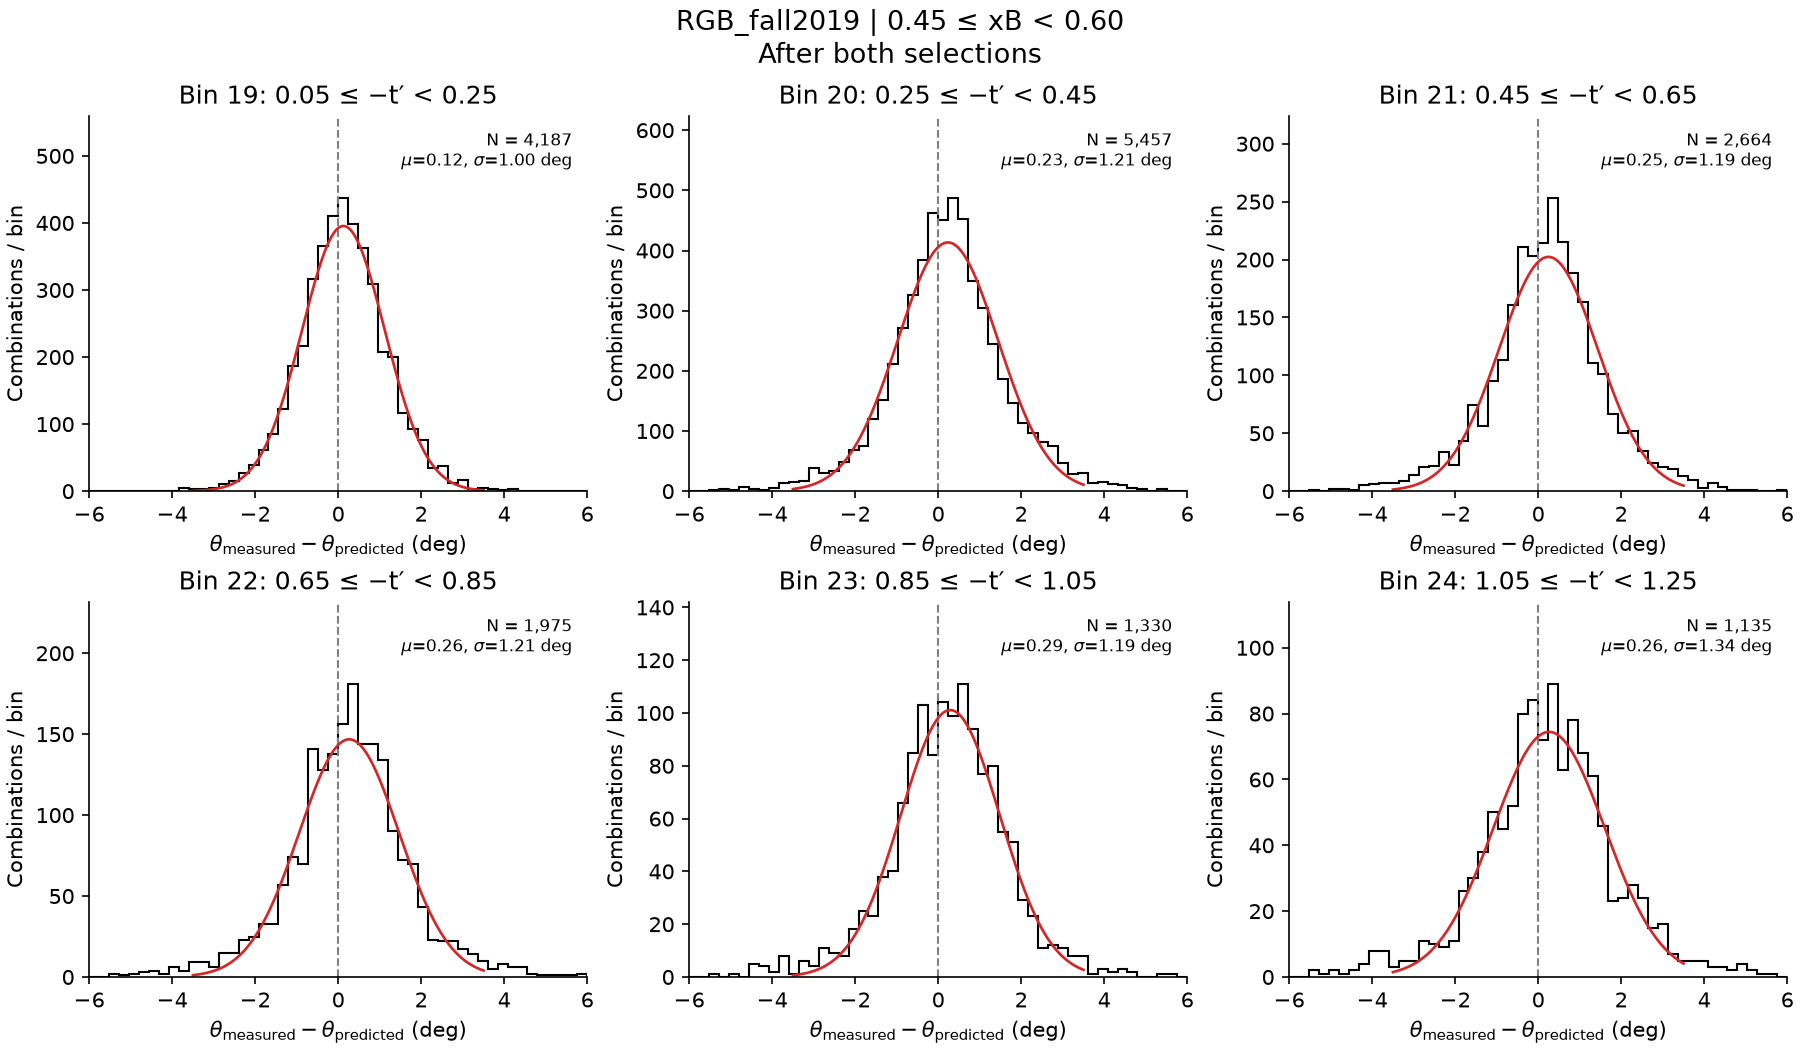 RGB_fall2019 | 0.45 ≤ xB < 0.60
After both selections
Bin 19: 0.05 ≤ −t′ < 0.25
N = 4,187
μ=0.12, σ=1.00 deg
Combinations / bin
500
400
300
200
100
0
−6 −4 −2 0 2 4 6
θmeasured − θpredicted (deg)
Bin 20: 0.25 ≤ −t′ < 0.45
N = 5,457
μ=0.23, σ=1.21 deg
Combinations / bin
600
500
400
300
200
100
0
−6 −4 −2 0 2 4 6
θmeasured − θpredicted (deg)
Bin 21: 0.45 ≤ −t′ < 0.65
N = 2,664
μ=0.25, σ=1.19 deg
Combinations / bin
300
250
200
150
100
50
0
−6 −4 −2 0 2 4 6
θmeasured − θpredicted (deg)
Bin 22: 0.65 ≤ −t′ < 0.85
N = 1,975
μ=0.26, σ=1.21 deg
Combinations / bin
200
150
100
50
0
−6 −4 −2 0 2 4 6
θmeasured − θpredicted (deg)
Bin 23: 0.85 ≤ −t′ < 1.05
N = 1,330
μ=0.29, σ=1.19 deg
Combinations / bin
140
120
100
80
60
40
20
0
−6 −4 −2 0 2 4 6
θmeasured − θpredicted (deg)
Bin 24: 1.05 ≤ −t′ < 1.25
N = 1,135
μ=0.26, σ=1.34 deg
Combinations / bin
100
80
60
40
20
0
−6 −4 −2 0 2 4 6
θmeasured − θpredicted (deg)